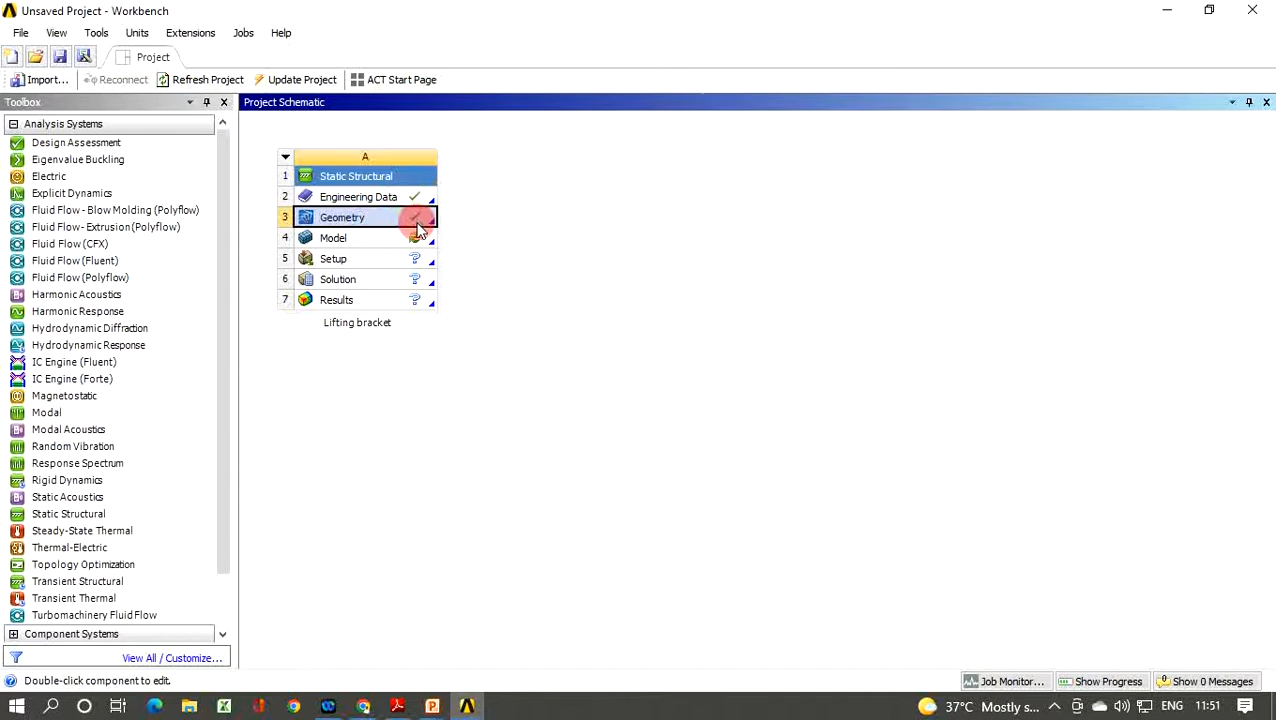 Unsaved Project - Workbench
File View Tools Units Extensions Jobs Help
Project
Import... Reconnect Refresh Project Update Project ACT Start Page
Toolbox
Project Schematic
Analysis Systems
Design Assessment
Eigenvalue Buckling
Electric
Explicit Dynamics
Fluid Flow - Blow Molding (Polyflow)
Fluid Flow - Extrusion (Polyflow)
Fluid Flow (CFX)
Fluid Flow (Fluent)
Fluid Flow (Polyflow)
Harmonic Acoustics
Harmonic Response
Hydrodynamic Diffraction
Hydrodynamic Response
IC Engine (Fluent)
IC Engine (Forte)
Magnetostatic
Modal
Modal Acoustics
Random Vibration
Response Spectrum
Rigid Dynamics
Static Acoustics
Static Structural
Steady-State Thermal
Thermal-Electric
Topology Optimization
Transient Structural
Transient Thermal
Turbomachinery Fluid Flow
Component Systems
View All / Customize...
A
1 Static Structural
2 Engineering Data
3 Geometry
4 Model
5 Setup ?
6 Solution ?
7 Results ?
Lifting bracket
Double-click component to edit.
Job Monitor... Show Progress Show 0 Messages
37°C Mostly s... ENG 11:51